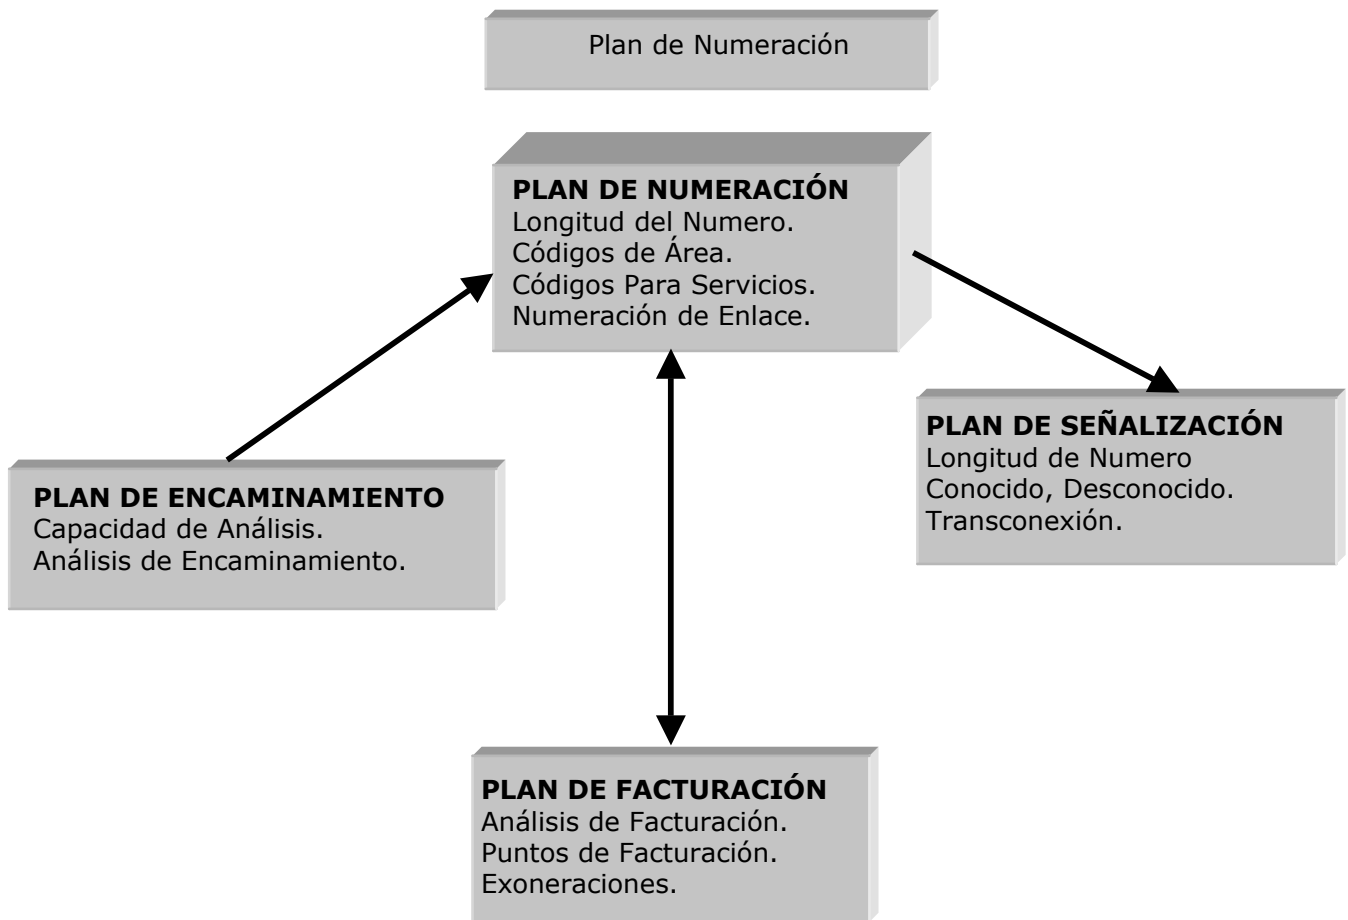 Plan de Numeración
PLAN DE NUMERACIÓN
Longitud del Numero.
Códigos de Área.
Códigos Para Servicios.
Numeración de Enlace.
PLAN DE SEÑALIZACIÓN
Longitud de Numero
Conocido, Desconocido.
Transconexión.
PLAN DE ENCAMINAMIENTO
Capacidad de Análisis.
Análisis de Encaminamiento.
PLAN DE FACTURACIÓN
Análisis de Facturación.
Puntos de Facturación.
Exoneraciones.